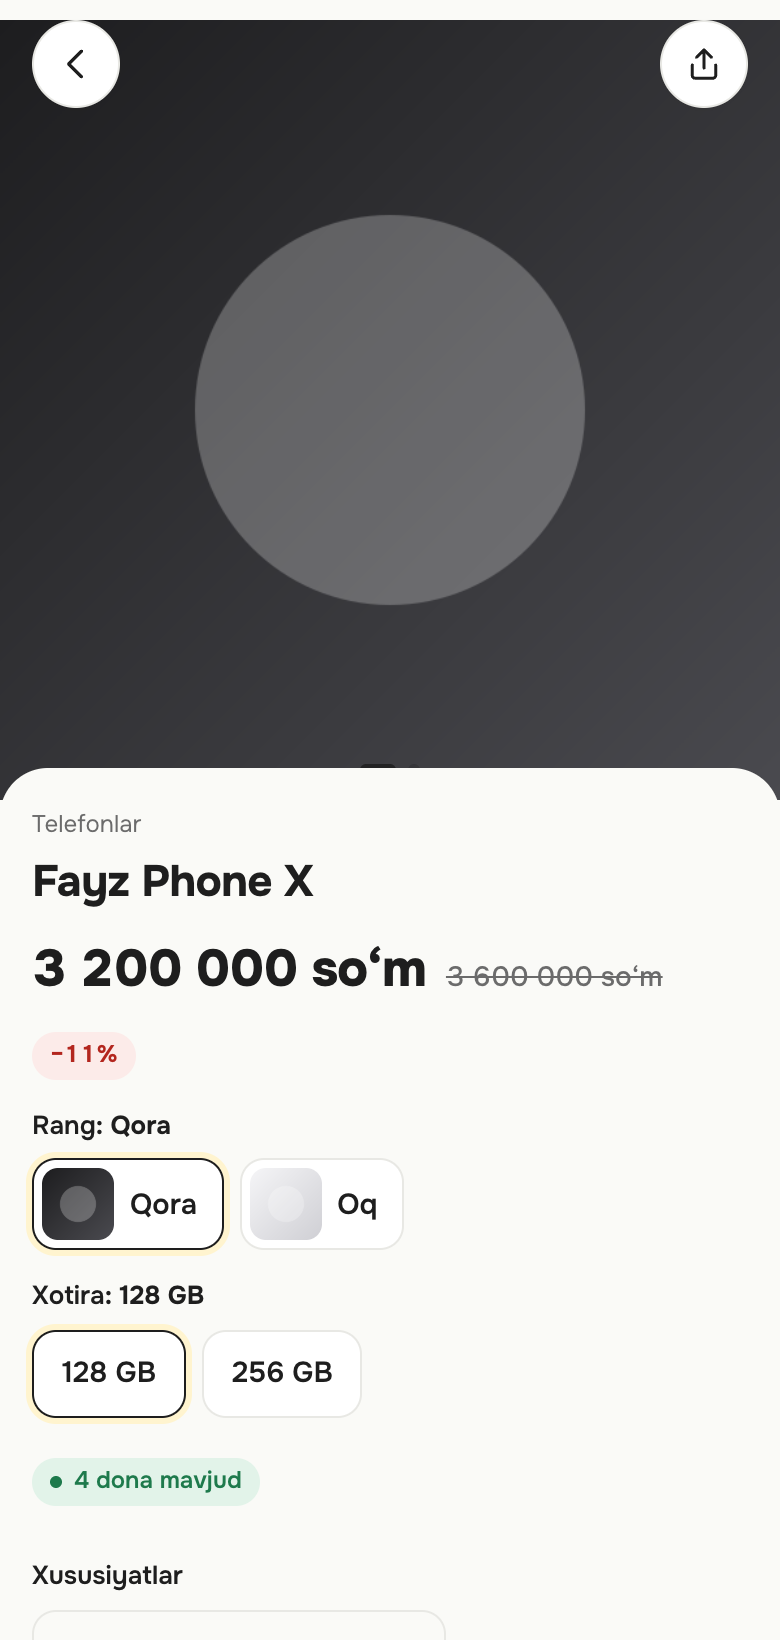 Telefonlar
Fayz Phone X
3 200 000 so‘m 3 600 000 so‘m
−11%
Rang: Qora
Qora Oq
Xotira: 128 GB
128 GB 256 GB
4 dona mavjud
Xususiyatlar